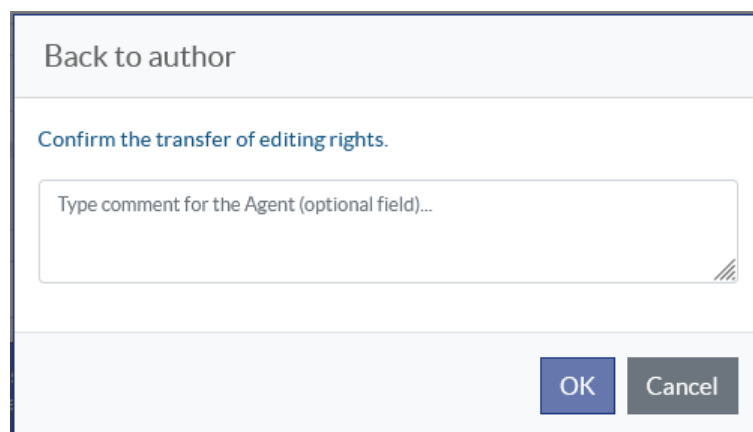 Back to author
Confirm the transfer of editing rights.
Type comment for the Agent (optional field)...
OK Cancel